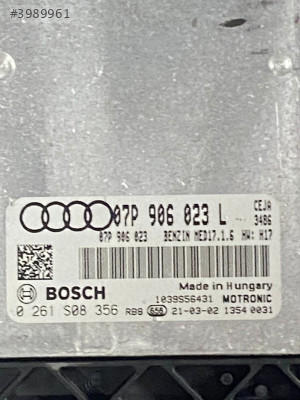 #3989961
07P 906 023 L CEJA
3486
07P 906 023 BENZIN MED17.1.6 HW: H17
Made in Hungary
BOSCH 1039S56431 MOTRONIC
0 261 S08 356 RB8 656 21-03-02 1354 0031